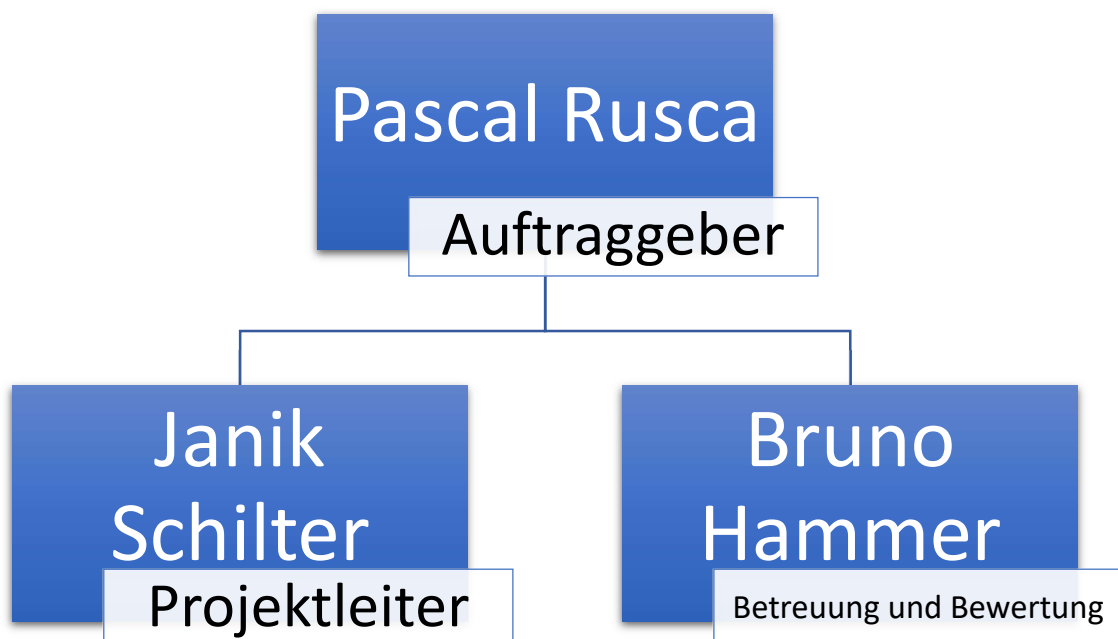 Pascal Rusca
Auftraggeber
Janik
Schilter
Projektleiter
Bruno
Hammer
Betreuung und Bewertung